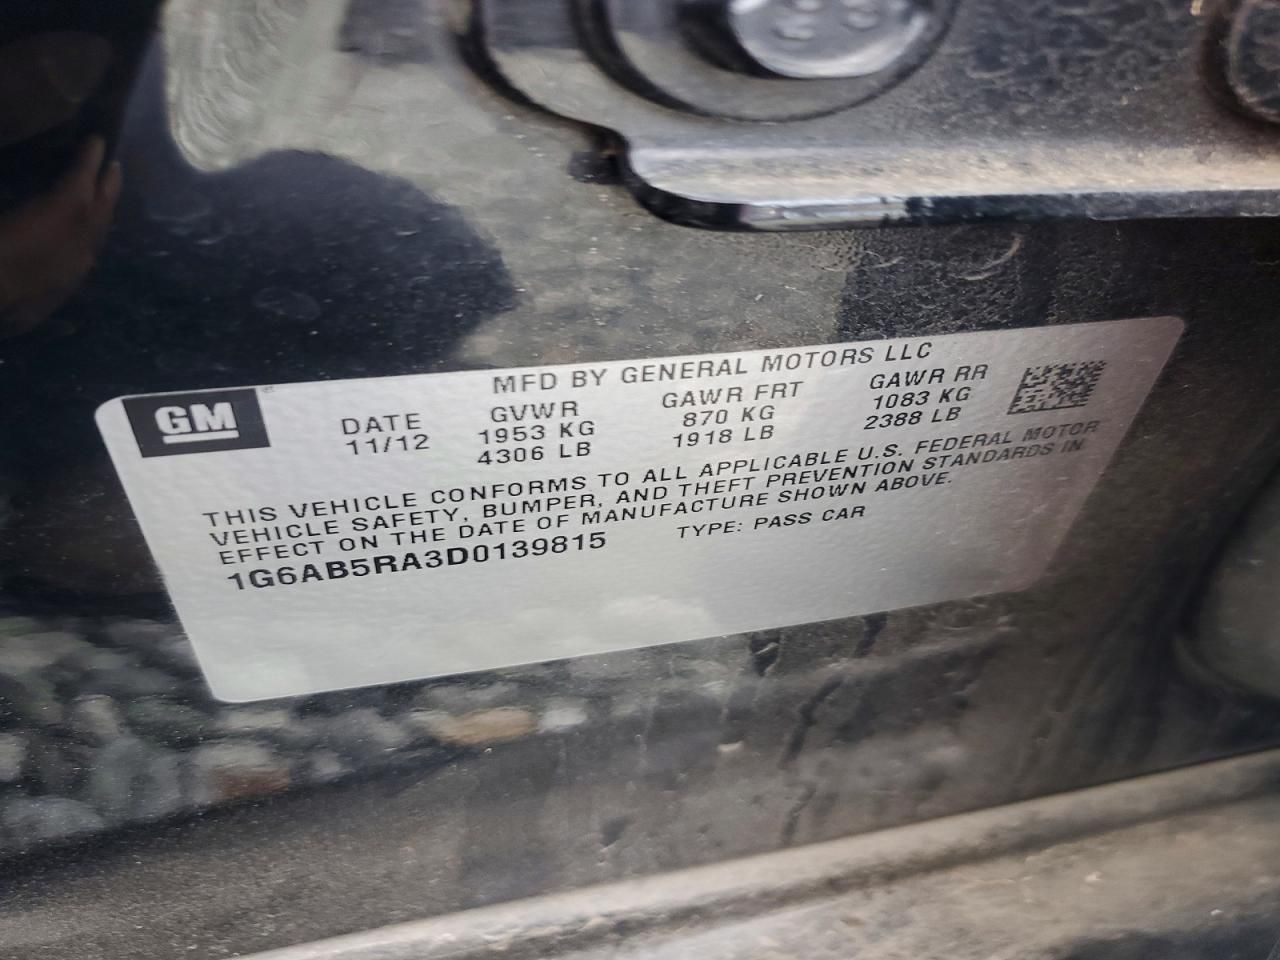 MFD BY GENERAL MOTORS LLC
GM
DATE GVWR GAWR FRT GAWR RR
11/12 1953 KG 870 KG 1083 KG
4306 LB 1918 LB 2388 LB
THIS VEHICLE CONFORMS TO ALL APPLICABLE U.S. FEDERAL MOTOR
VEHICLE SAFETY, BUMPER, AND THEFT PREVENTION STANDARDS IN
EFFECT ON THE DATE OF MANUFACTURE SHOWN ABOVE.
1G6AB5RA3D0139815 TYPE: PASS CAR